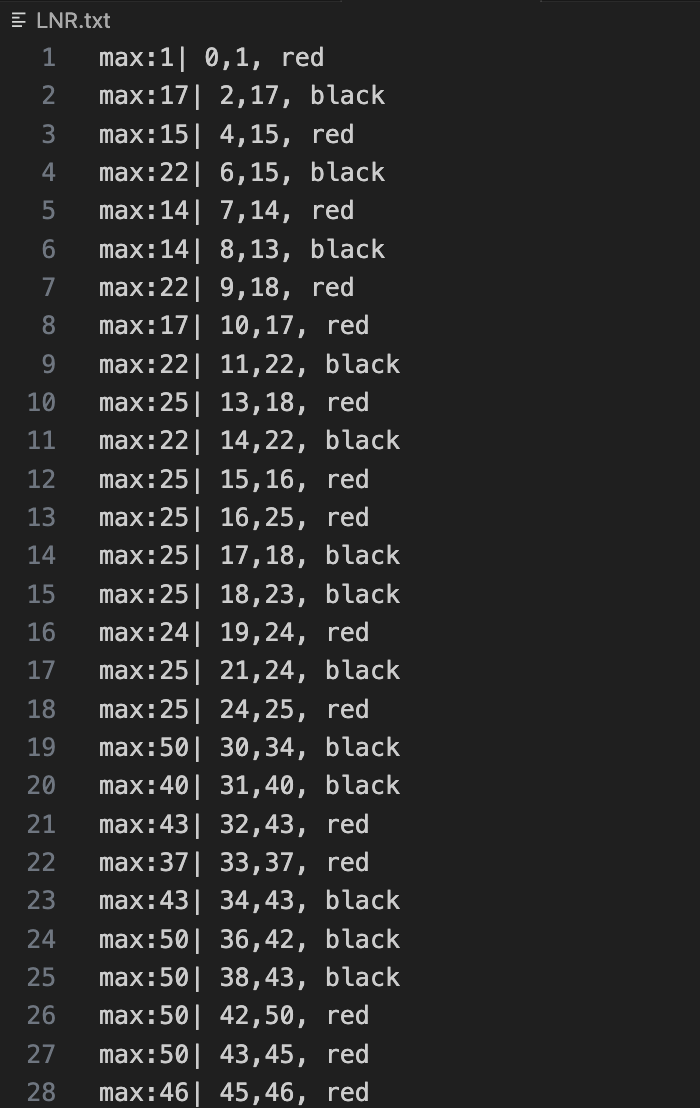 LNR.txt
1 max:1| 0,1, red
2 max:17| 2,17, black
3 max:15| 4,15, red
4 max:22| 6,15, black
5 max:14| 7,14, red
6 max:14| 8,13, black
7 max:22| 9,18, red
8 max:17| 10,17, red
9 max:22| 11,22, black
10 max:25| 13,18, red
11 max:22| 14,22, black
12 max:25| 15,16, red
13 max:25| 16,25, red
14 max:25| 17,18, black
15 max:25| 18,23, black
16 max:24| 19,24, red
17 max:25| 21,24, black
18 max:25| 24,25, red
19 max:50| 30,34, black
20 max:40| 31,40, black
21 max:43| 32,43, red
22 max:37| 33,37, red
23 max:43| 34,43, black
24 max:50| 36,42, black
25 max:50| 38,43, black
26 max:50| 42,50, red
27 max:50| 43,45, red
28 max:46| 45,46, red